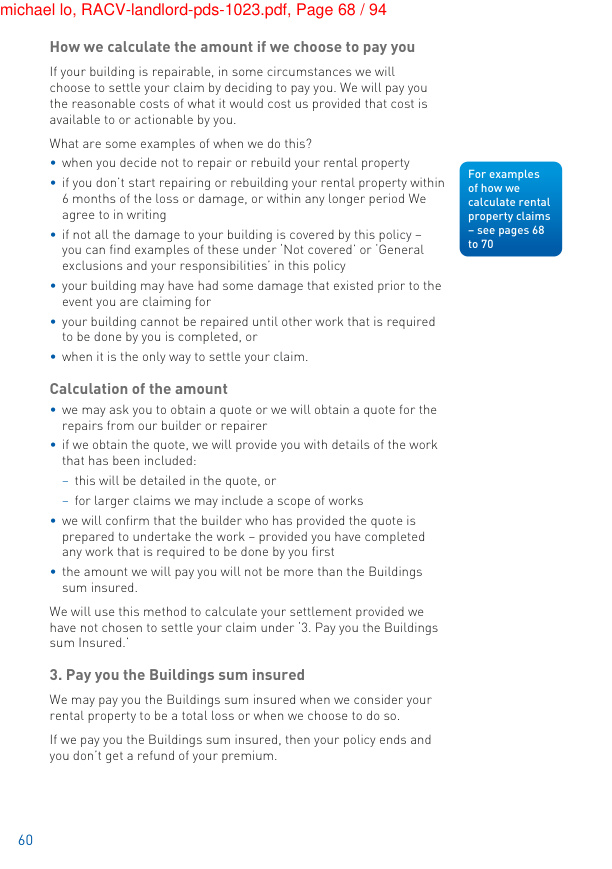 michael lo, RACV-landlord-pds-1023.pdf, Page 68 / 94
How we calculate the amount if we choose to pay you
If your building is repairable, in some circumstances we will
choose to settle your claim by deciding to pay you. We will pay you
the reasonable costs of what it would cost us provided that cost is
available to or actionable by you.
What are some examples of when we do this?
• when you decide not to repair or rebuild your rental property
• if you don't start repairing or rebuilding your rental property within
6 months of the loss or damage, or within any longer period We
agree to in writing
• if not all the damage to your building is covered by this policy –
you can find examples of these under 'Not covered' or 'General
exclusions and your responsibilities' in this policy
• your building may have had some damage that existed prior to the
event you are claiming for
• your building cannot be repaired until other work that is required
to be done by you is completed, or
• when it is the only way to settle your claim.
For examples
of how we
calculate rental
property claims
– see pages 68
to 70
Calculation of the amount
• we may ask you to obtain a quote or we will obtain a quote for the
repairs from our builder or repairer
• if we obtain the quote, we will provide you with details of the work
that has been included:
– this will be detailed in the quote, or
– for larger claims we may include a scope of works
• we will confirm that the builder who has provided the quote is
prepared to undertake the work – provided you have completed
any work that is required to be done by you first
• the amount we will pay you will not be more than the Buildings
sum insured.
We will use this method to calculate your settlement provided we
have not chosen to settle your claim under '3. Pay you the Buildings
sum Insured.'
3. Pay you the Buildings sum insured
We may pay you the Buildings sum insured when we consider your
rental property to be a total loss or when we choose to do so.
If we pay you the Buildings sum insured, then your policy ends and
you don't get a refund of your premium.
60